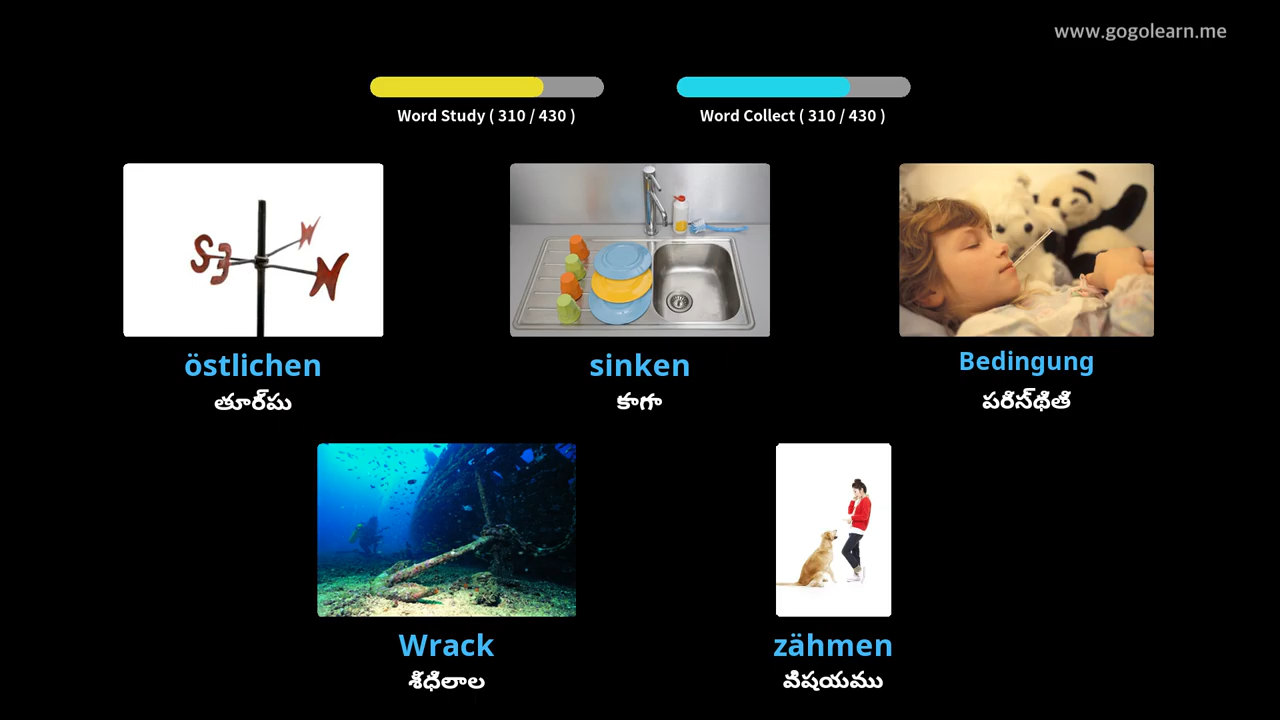 www.gogolearn.me
Word Study ( 310 / 430 )
Word Collect ( 310 / 430 )
östlichen
తూర్పు
sinken
కాగా
Bedingung
పరిస్థితి
Wrack
శిధిలాల
zähmen
విషయము